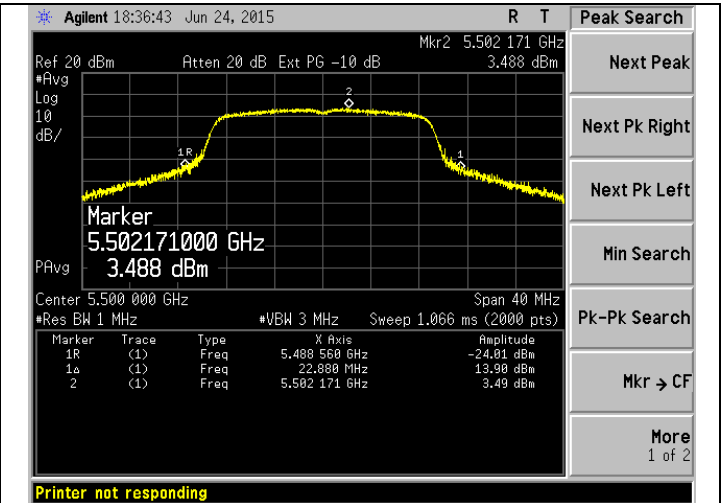 Agilent 18:36:43 Jun 24, 2015 R T Peak Search
Mkr2 5.502 171 GHz
Ref 20 dBm Atten 20 dB Ext PG -10 dB 3.488 dBm
Next Peak
#Avg
Log
10
dB/
2
Next Pk Right
1R
1
Next Pk Left
Marker
5.502171000 GHz
3.488 dBm
PAvg
Min Search
Center 5.500 000 GHz Span 40 MHz
#Res BW 1 MHz #VBW 3 MHz Sweep 1.066 ms (2000 pts)
Pk-Pk Search
Marker Trace Type X Axis Amplitude
1R (1) Freq 5.488 560 GHz -24.01 dBm
1Δ (1) Freq 22.880 MHz 13.90 dBm
2 (1) Freq 5.502 171 GHz 3.49 dBm
Mkr → CF
More
1 of 2
Printer not responding